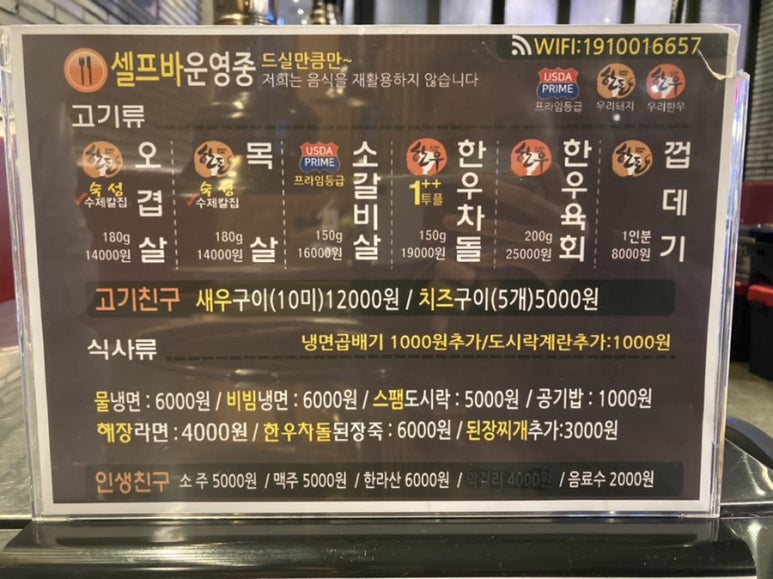 셀프바운영중 드실만큼만~
저희는 음식을 재활용하지 않습니다
WIFI:1910016657
USDA PRIME 프라임등급
한돈 우리돼지
한우 우리한우
고기류
한돈 숙성 수제칼집 오겹살 180g 14000원
한돈 숙성 수제칼집 목살 180g 14000원
USDA PRIME 프라임등급 소갈비살 150g 16000원
한우 1++ 투플 한우차돌 150g 19000원
한우 한우육회 200g 25000원
한돈 껍데기 1인분 8000원
고기친구 새우구이(10미)12000원 / 치즈구이(5개)5000원
식사류 냉면곱배기 1000원추가/도시락계란추가:1000원
물냉면 : 6000원 / 비빔냉면 : 6000원 / 스팸도시락 : 5000원 / 공기밥 : 1000원
해장라면 : 4000원 / 한우차돌된장죽 : 6000원 / 된장찌개추가:3000원
인생친구 소 주 5000원 / 맥주 5000원 / 한라산 6000원 / 막걸리 4000원 / 음료수 2000원